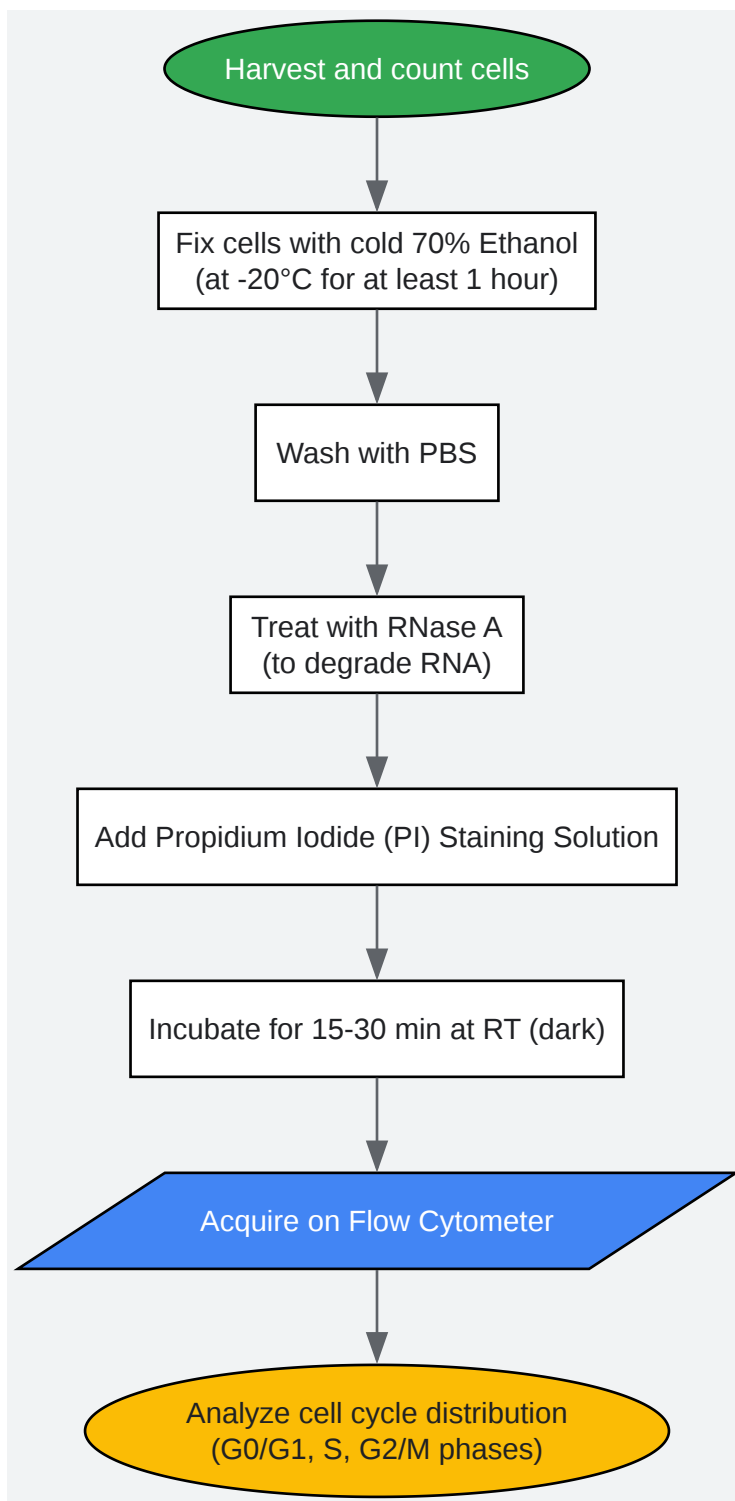 Harvest and count cells
Fix cells with cold 70% Ethanol
(at -20°C for at least 1 hour)
Wash with PBS
Treat with RNase A
(to degrade RNA)
Add Propidium Iodide (PI) Staining Solution
Incubate for 15-30 min at RT (dark)
Acquire on Flow Cytometer
Analyze cell cycle distribution
(G0/G1, S, G2/M phases)